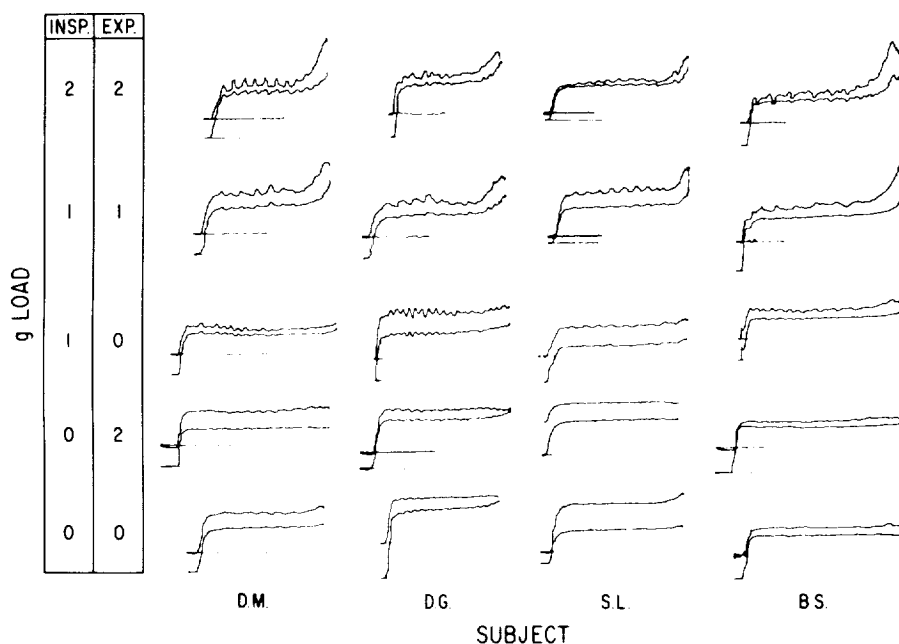 INSP. EXP.
2 2
1 1
g LOAD
1 0
0 2
0 0
D.M. D.G. S.L. B.S.
SUBJECT